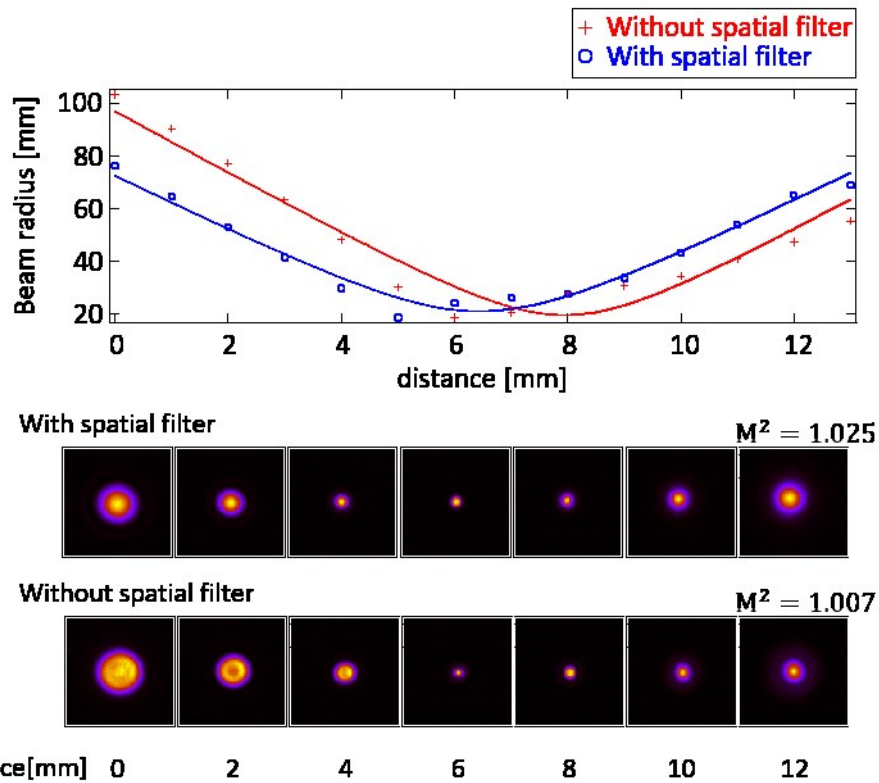 + Without spatial filter
o With spatial filter
Beam radius [mm]
100
80
60
40
20
0 2 4 6 8 10 12
distance [mm]
With spatial filter
M² = 1.025
Without spatial filter
M² = 1.007
ce[mm] 0 2 4 6 8 10 12